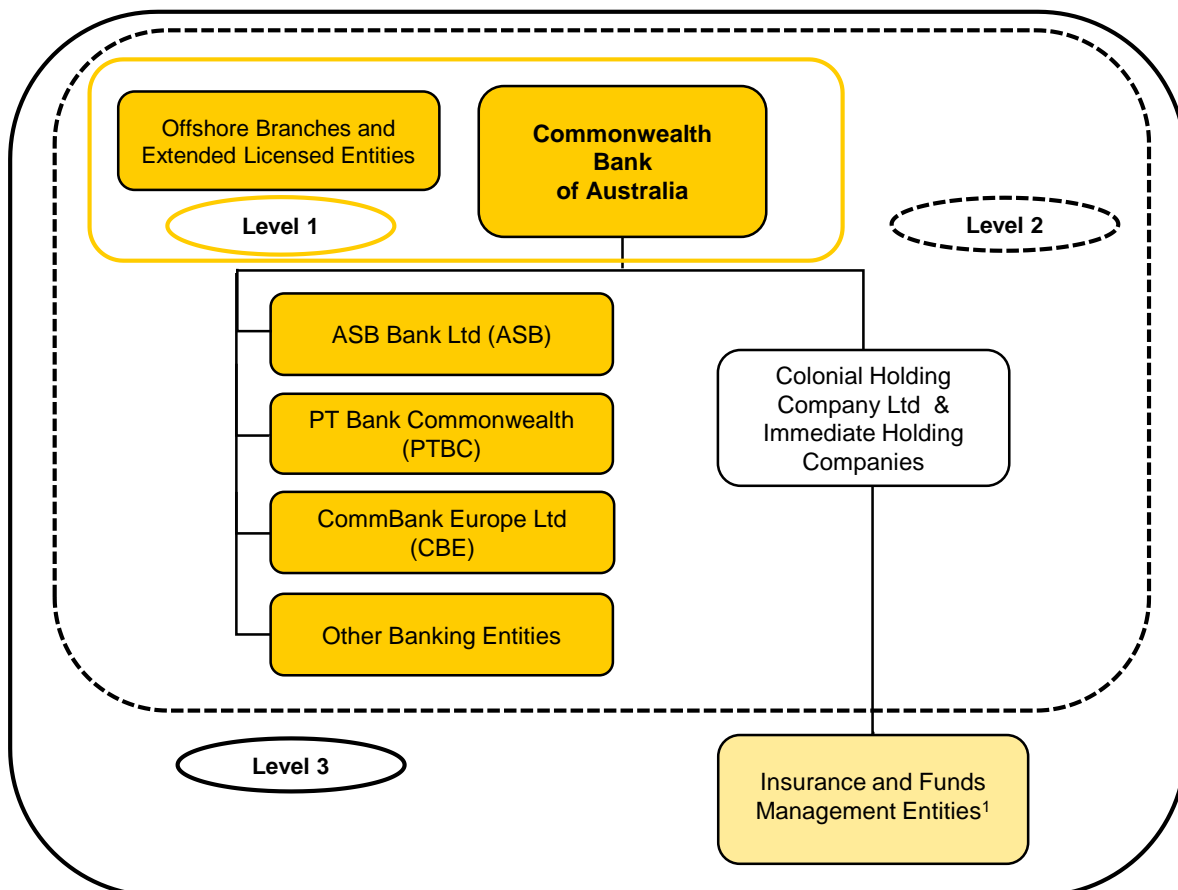 Offshore Branches and
Extended Licensed Entities
Commonwealth
Bank
of Australia
Level 1
Level 2
ASB Bank Ltd (ASB)
PT Bank Commonwealth
(PTBC)
CommBank Europe Ltd
(CBE)
Other Banking Entities
Colonial Holding
Company Ltd &
Immediate Holding
Companies
Level 3
Insurance and Funds
Management Entities¹